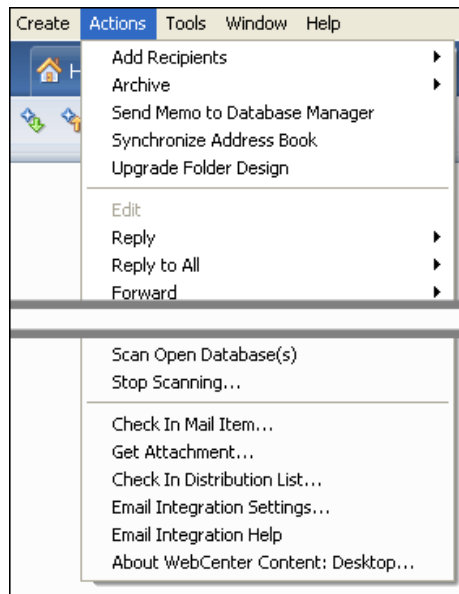 Create Actions Tools Window Help
H
Add Recipients
Archive
Send Memo to Database Manager
Synchronize Address Book
Upgrade Folder Design
Edit
Reply
Reply to All
Forward
Scan Open Database(s)
Stop Scanning...
Check In Mail Item...
Get Attachment...
Check In Distribution List...
Email Integration Settings...
Email Integration Help
About WebCenter Content: Desktop...